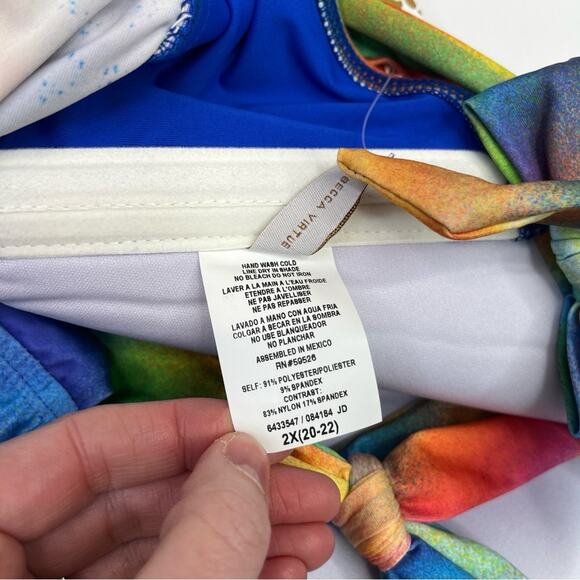 BECCA VIRTUE
HAND WASH COLD
LINE DRY IN SHADE
NO BLEACH DO NOT IRON
LAVER A LA MAIN A L'EAU FROIDE
ETENDRE A L'OMBRE
NE PAS JAVELLIBER
NE PAS REPABBER
LAVADO A MANO CON AQUA FRIA
COLGAR A SECAR EN LA SOMBRA
NO USE BLANQUEADOR
NO PLANCHAR
ASSEMBLED IN MEXICO
RN#59526
SELF: 91% POLYESTER/POLIESTER
9% SPANDEX
CONTRAST:
83% NYLON 17% SPANDEX
6433547 / 084184 JD
2X(20-22)